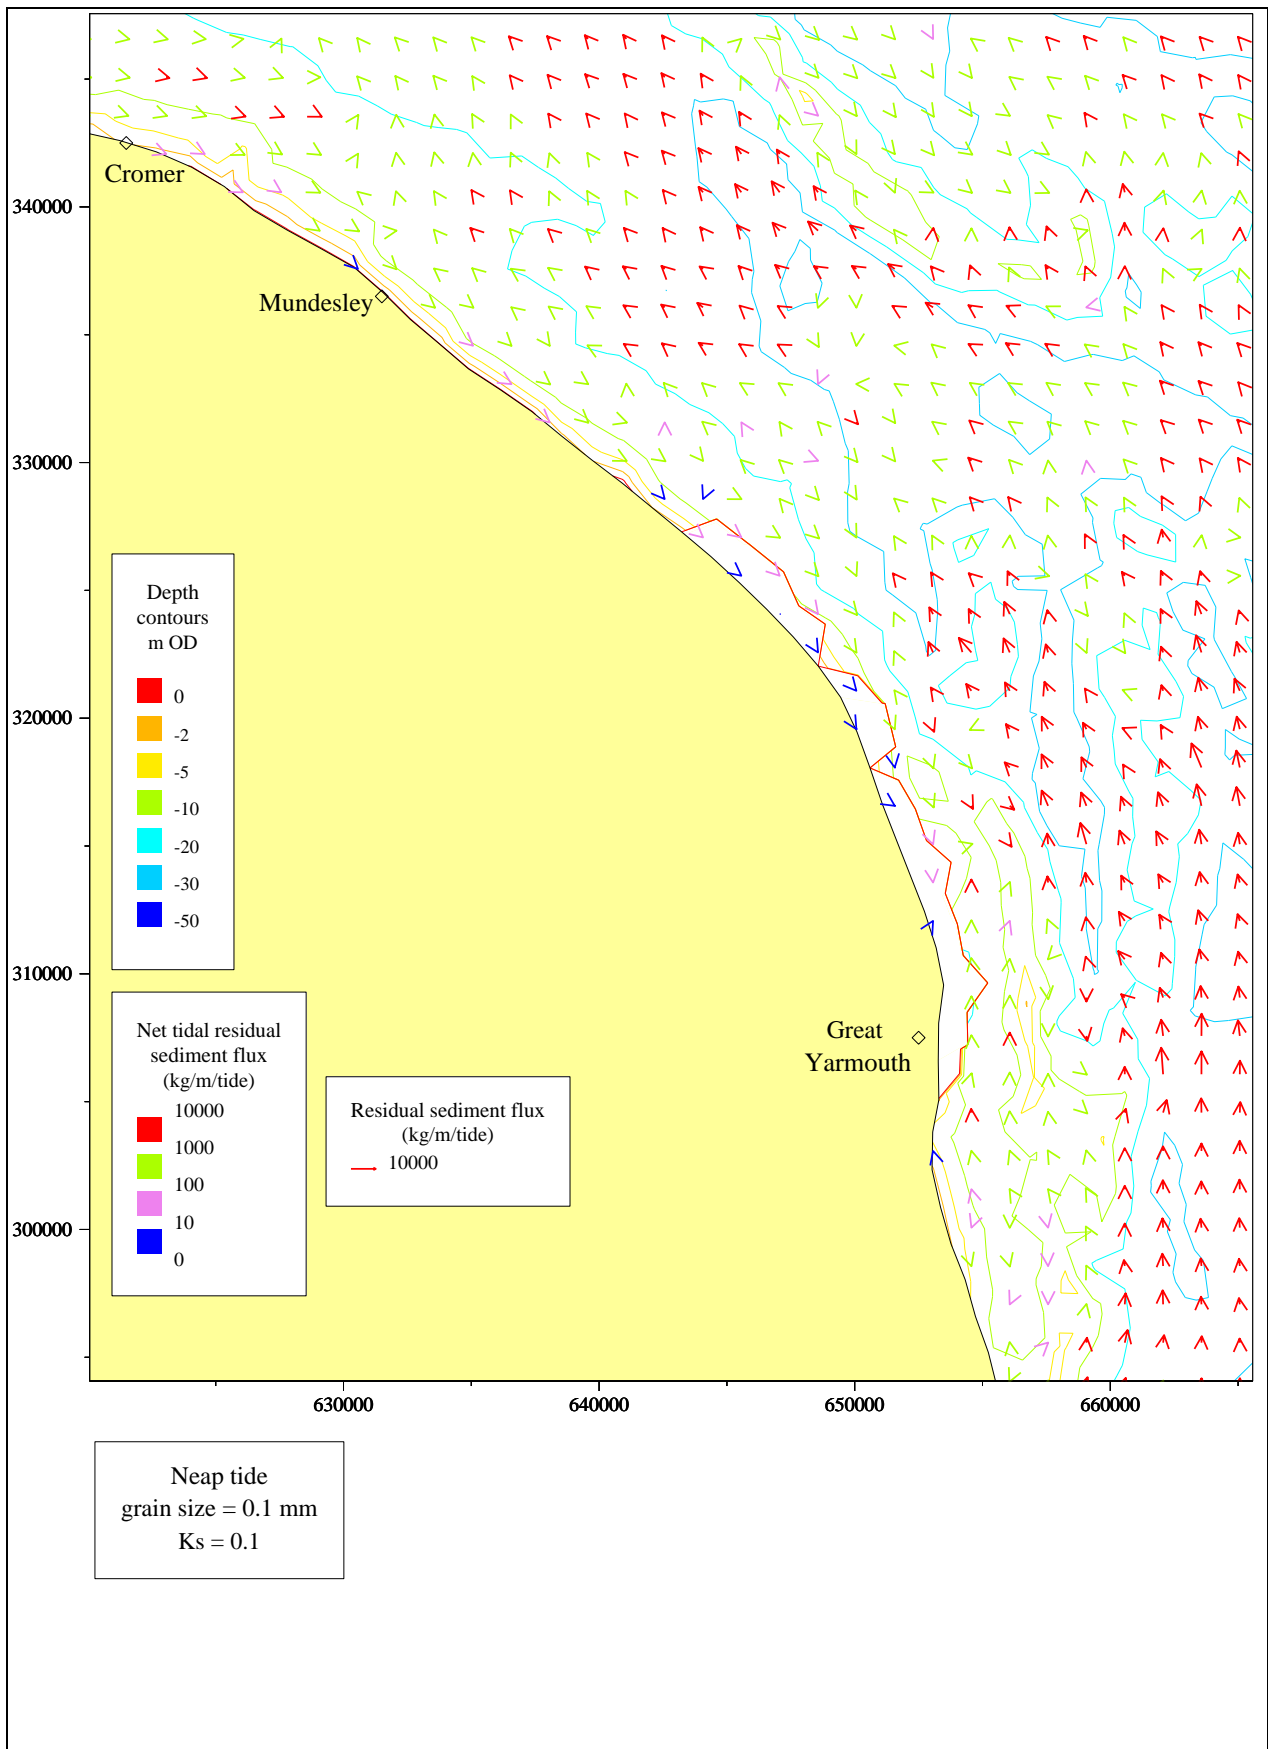 Cromer
340000
Mundesley
330000
Depth
contours
m OD
0
-2
-5
-10
-20
-30
-50
320000
310000
Net tidal residual
sediment flux
(kg/m/tide)
10000
1000
100
10
0
Residual sediment flux
(kg/m/tide)
10000
Great
Yarmouth
300000
630000
640000
650000
660000
Neap tide
grain size = 0.1 mm
Ks = 0.1